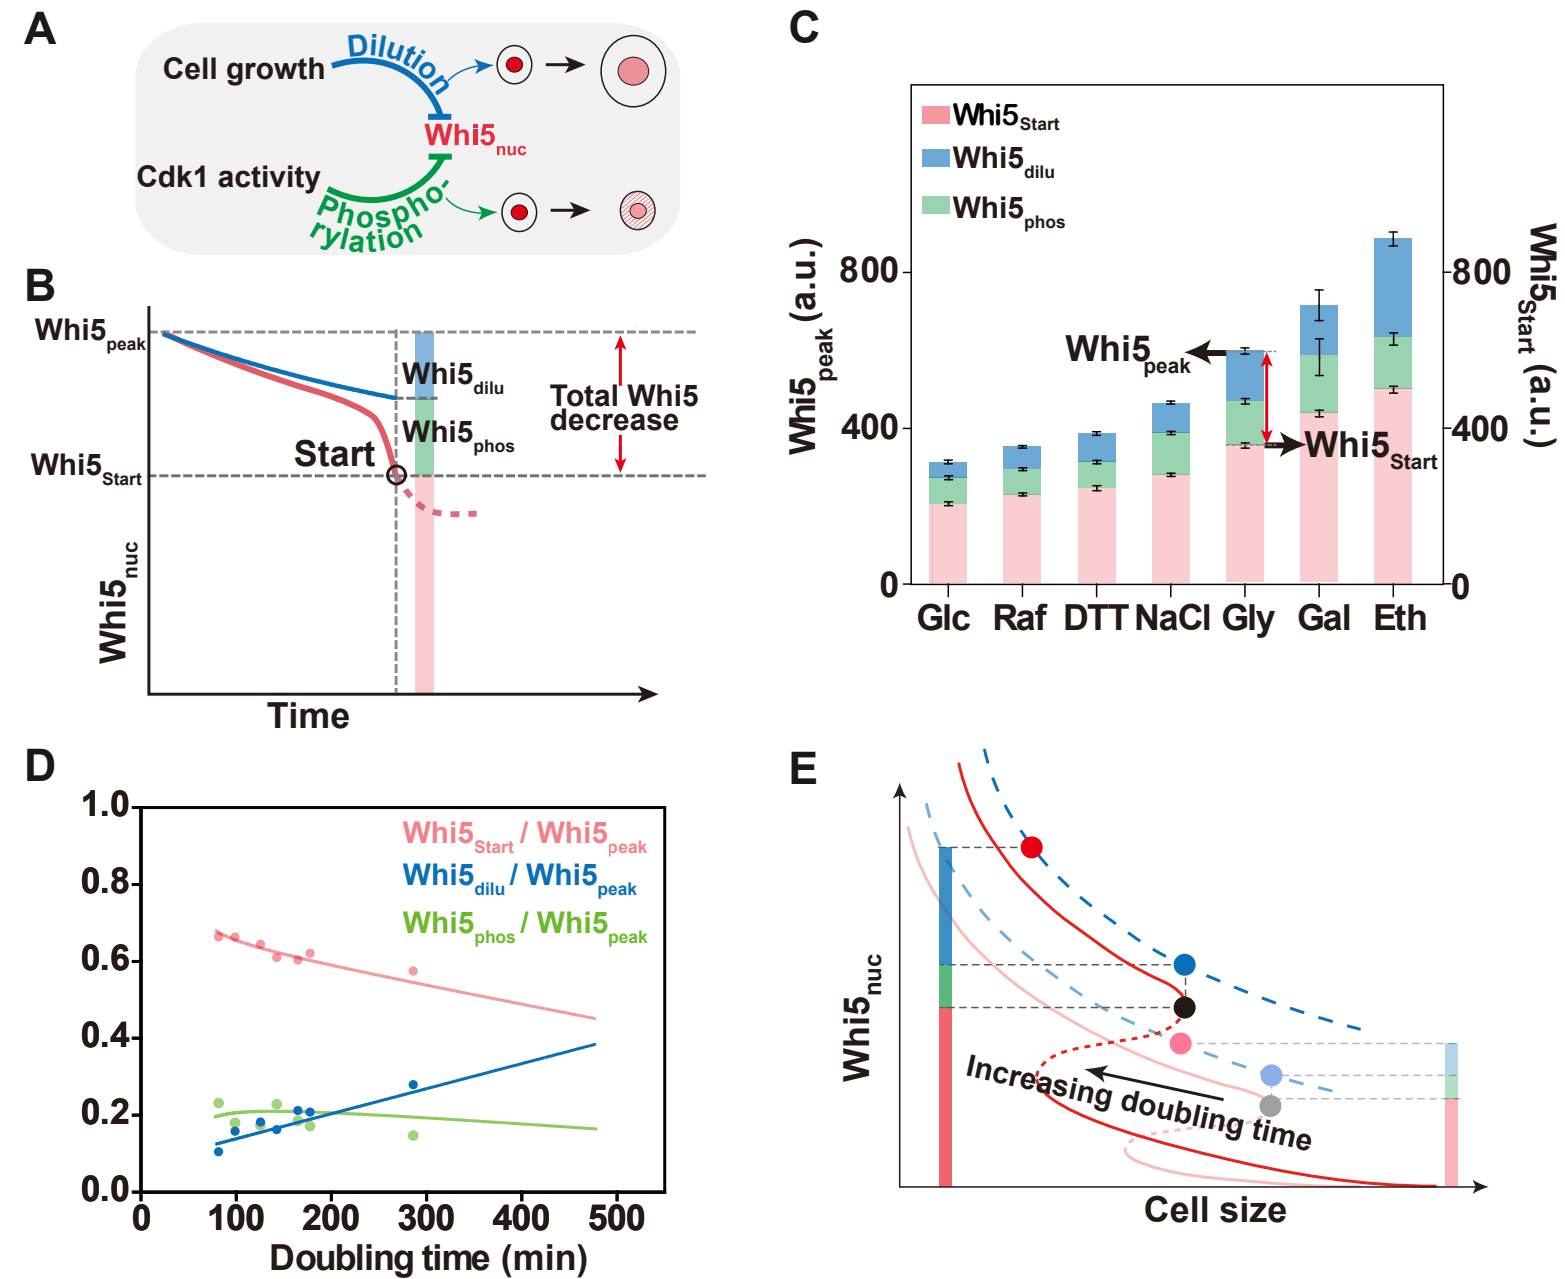 A
Cell growth
Dilution
Whi5nuc
Cdk1 activity
Phospho-
rylation
B
Whi5peak
Whi5dilu
Total Whi5
decrease
Whi5phos
Start
Whi5Start
Whi5nuc
Time
C
Whi5Start
Whi5dilu
Whi5phos
Whi5peak (a.u.)
800
400
0
Whi5peak
Whi5Start
800
400
0
Whi5Start (a.u.)
Glc Raf DTT NaCl Gly Gal Eth
D
1.0
0.8
0.6
0.4
0.2
0.0
Whi5Start / Whi5peak
Whi5dilu / Whi5peak
Whi5phos / Whi5peak
0 100 200 300 400 500
Doubling time (min)
E
Whi5nuc
Increasing doubling time
Cell size